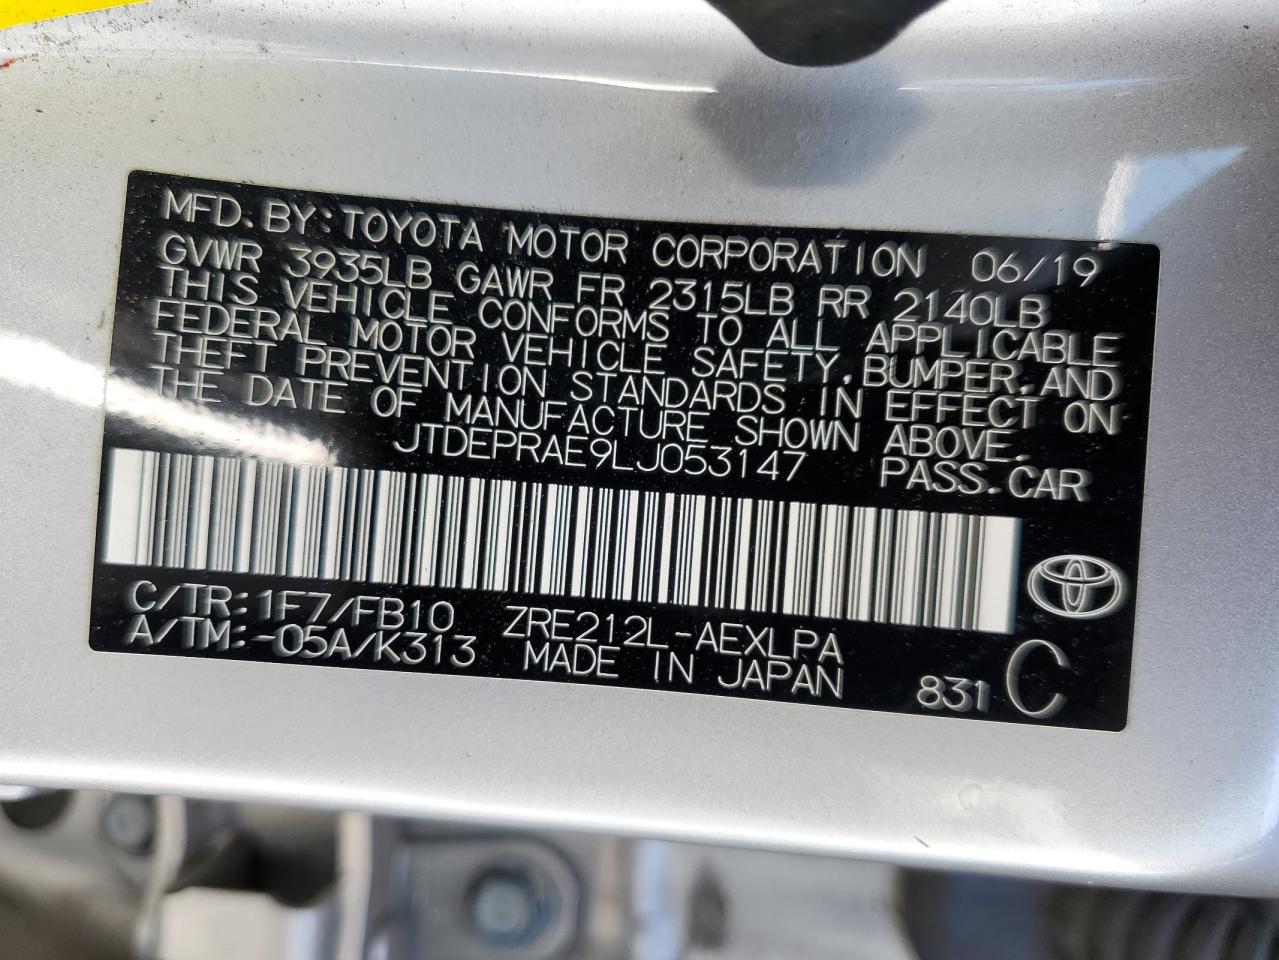 MFD. BY: TOYOTA MOTOR CORPORATION 06/19
GVWR 3935LB GAWR FR 2315LB RR 2140LB
THIS VEHICLE CONFORMS TO ALL APPLICABLE
FEDERAL MOTOR VEHICLE SAFETY, BUMPER, AND
THEFT PREVENTION STANDARDS IN EFFECT ON
THE DATE OF MANUFACTURE SHOWN ABOVE.
JTDEPRAE9LJ053147 PASS. CAR
C/TR: 1F7/FB10 ZRE212L-AEXLPA
A/TM: -05A/K313 MADE IN JAPAN 831 C